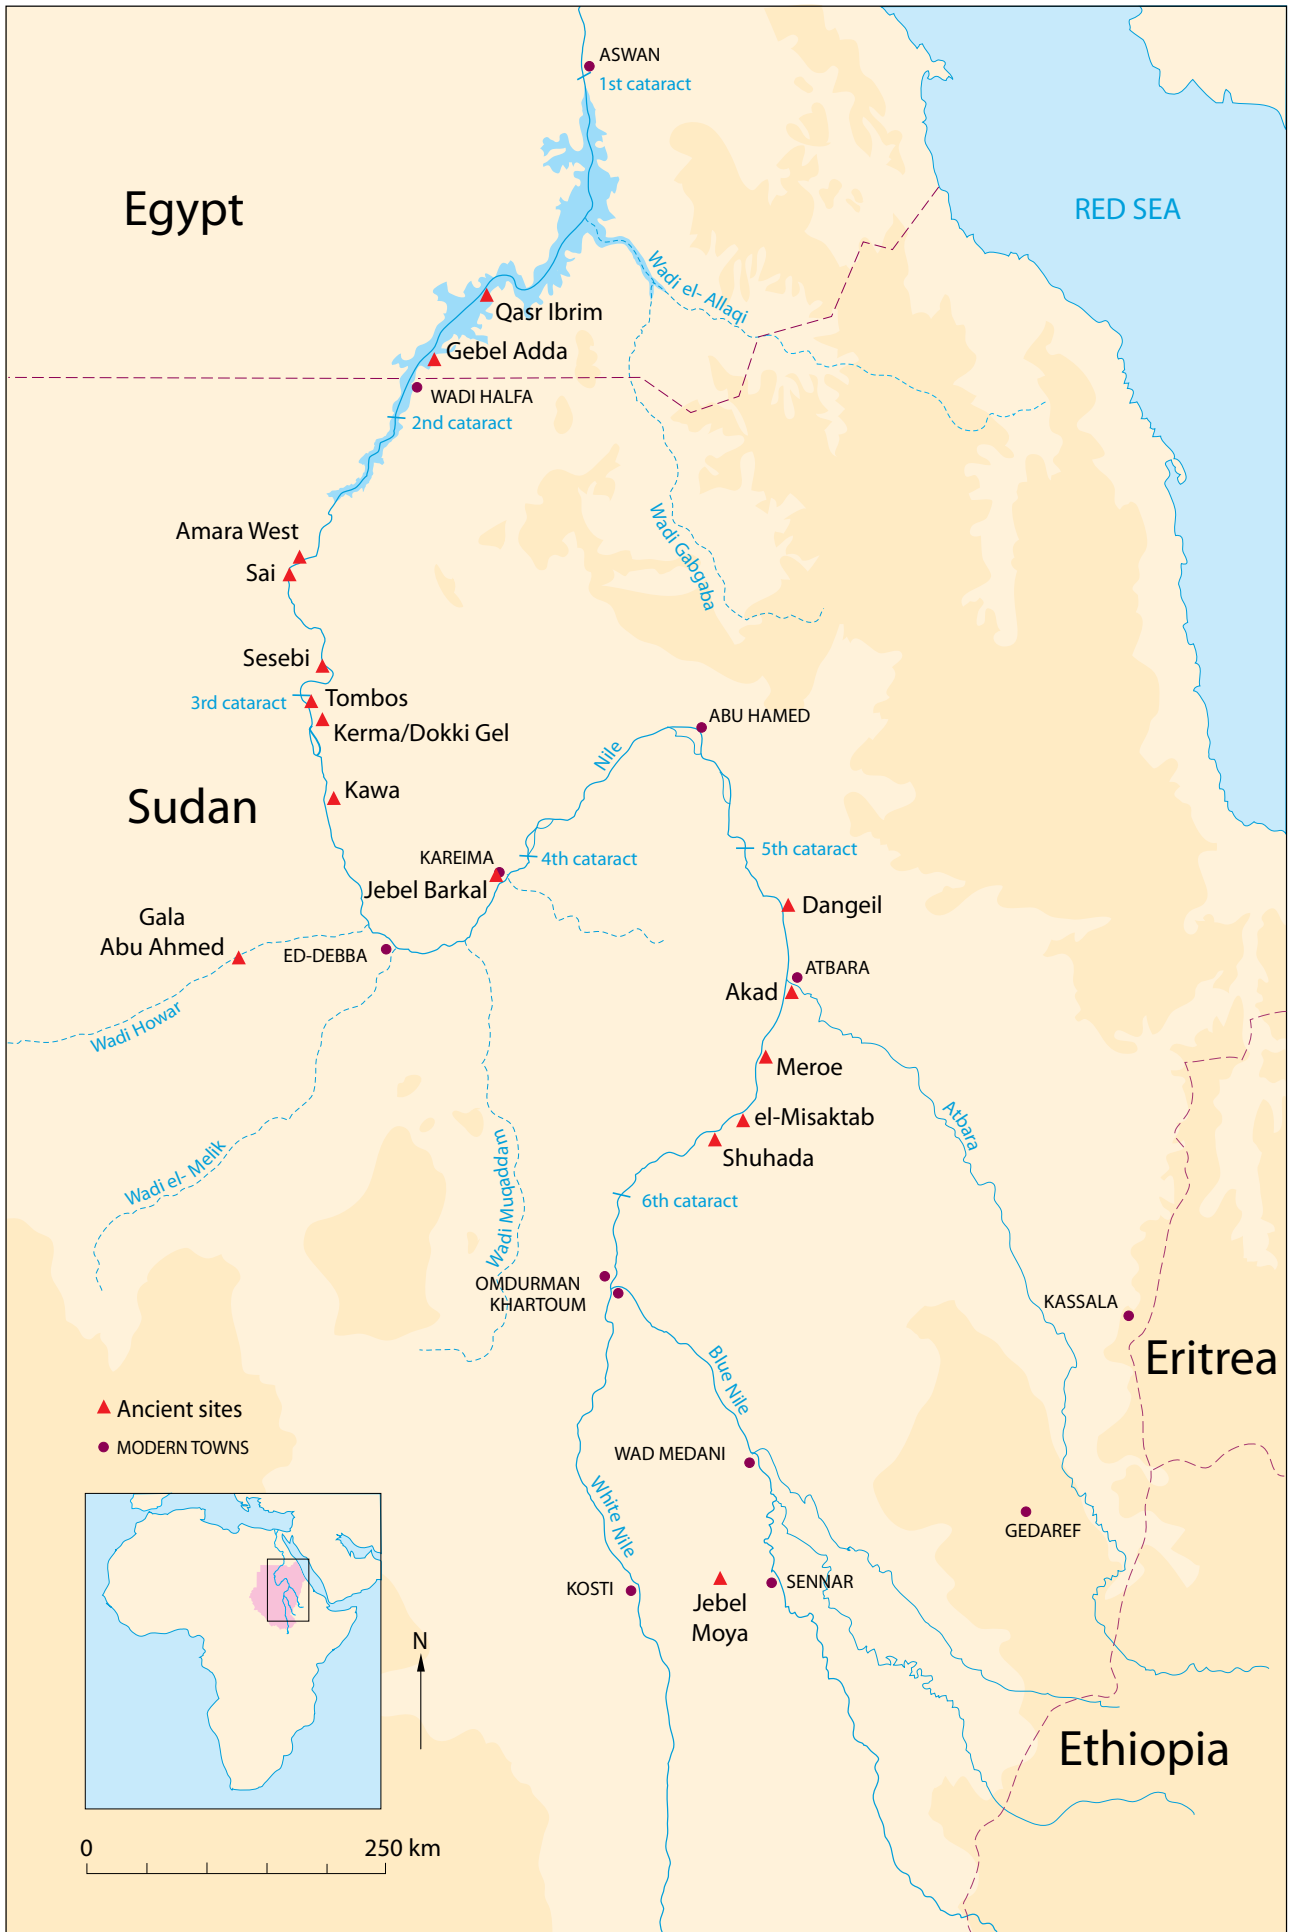 ASWAN
1st cataract
Egypt
RED SEA
Wadi el- Allaqi
Qasr Ibrim
Gebel Adda
WADI HALFA
2nd cataract
Wadi Gabgaba
Amara West
Sai
Sesebi
3rd cataract
Tombos
Kerma/Dokki Gel
ABU HAMED
Nile
Kawa
Sudan
KAREIMA
4th cataract
5th cataract
Jebel Barkal
Dangeil
Gala
Abu Ahmed
ED-DEBBA
ATBARA
Akad
Wadi Howar
Meroe
el-Misaktab
Atbara
Shuhada
Wadi el- Melik
Wadi Muqaddam
6th cataract
OMDURMAN
KHARTOUM
KASSALA
Eritrea
Blue Nile
Ancient sites
MODERN TOWNS
WAD MEDANI
White Nile
GEDAREF
KOSTI
SENNAR
Jebel
Moya
N
Ethiopia
0 250 km